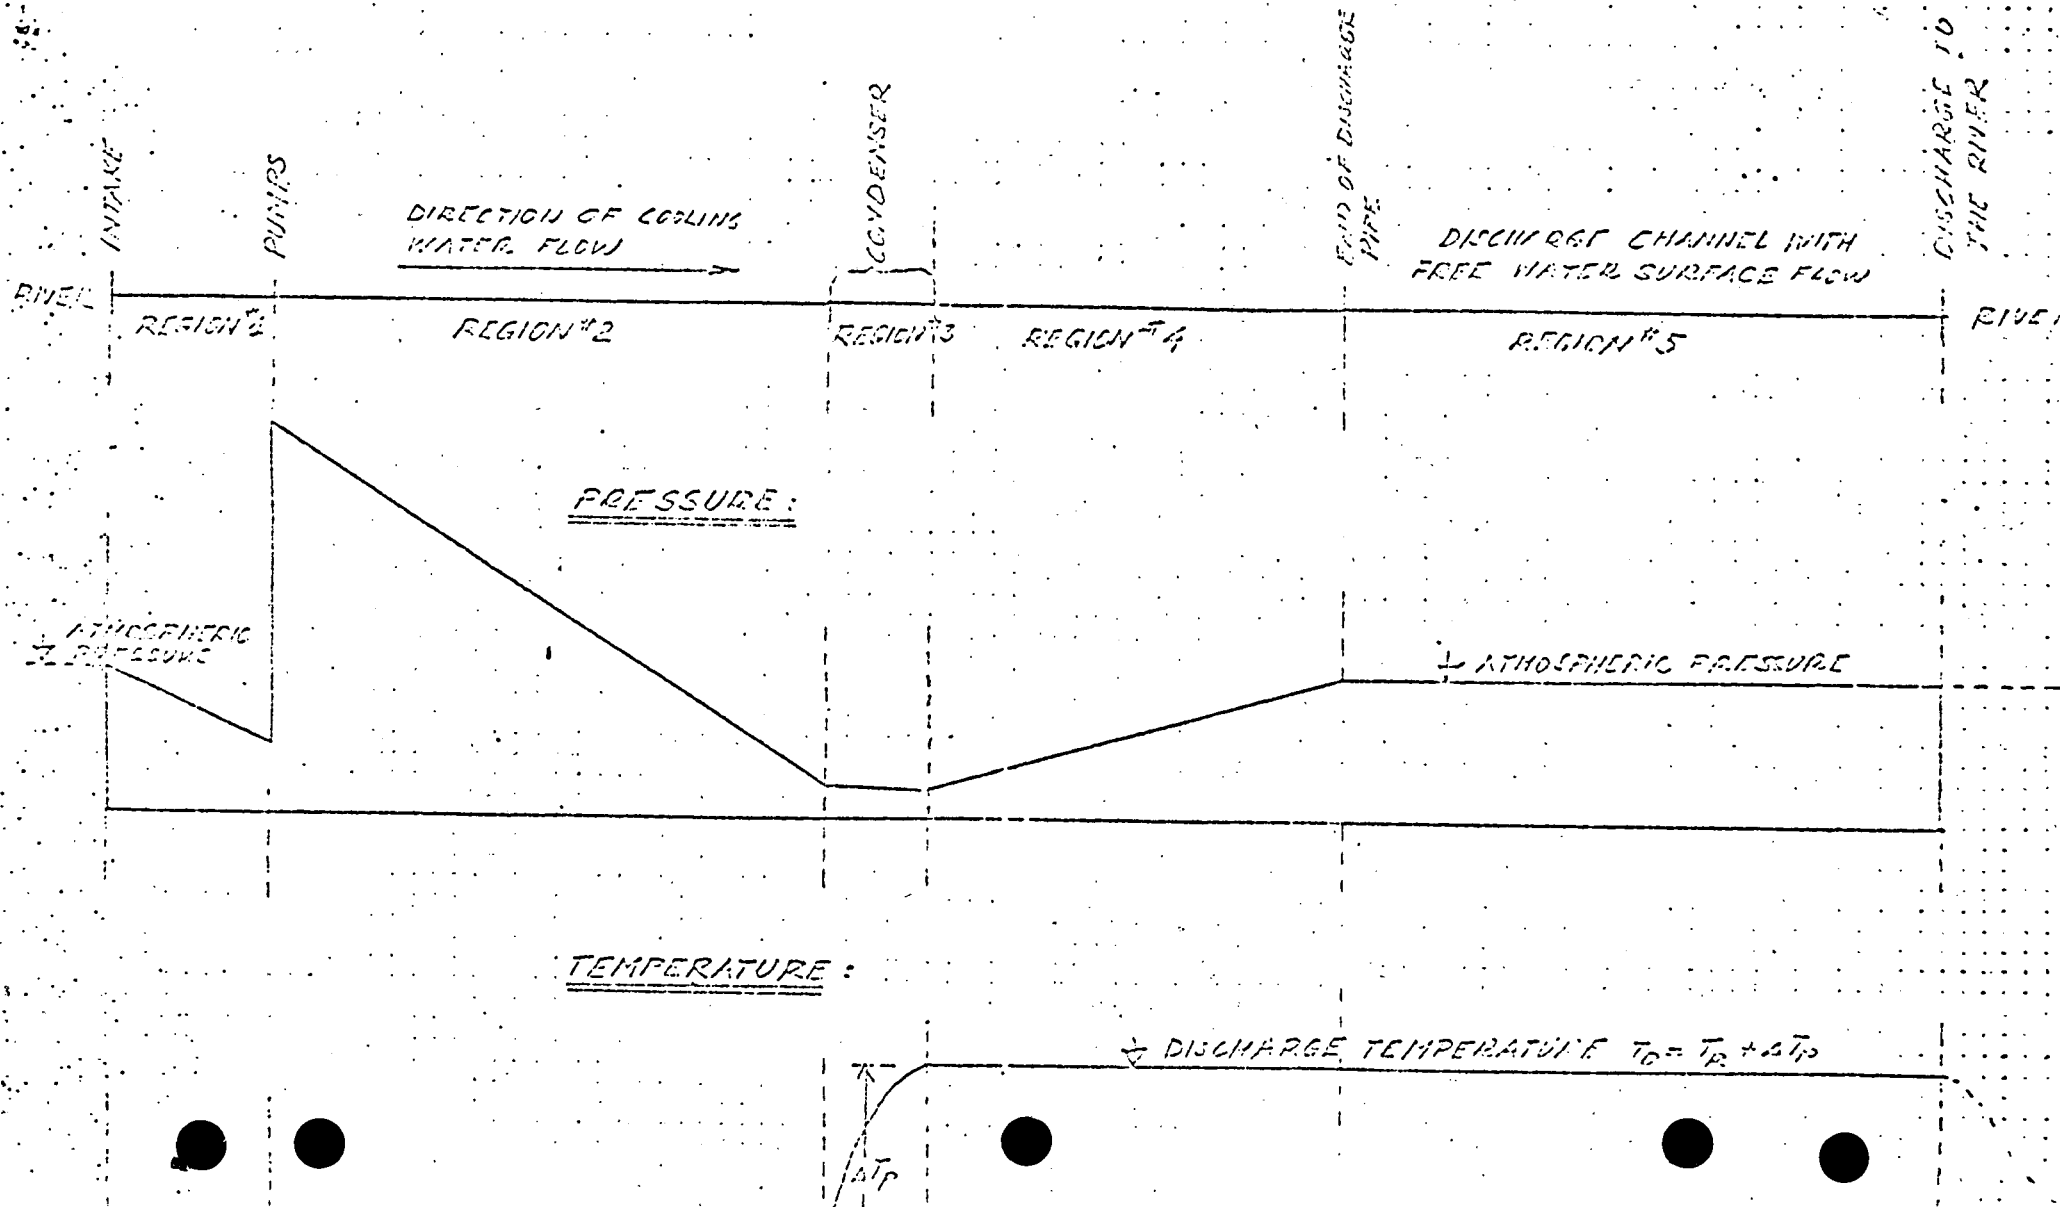 INTAKE
PUMPS
CONDENSER
END OF DISCHARGE
PIPE
DISCHARGE TO
THE RIVER
DIRECTION OF COOLING
WATER FLOW
DISCHARGE CHANNEL WITH
FREE WATER SURFACE FLOW
RIVER
REGION #1
REGION #2
REGION #3
REGION #4
REGION #5
RIVER
PRESSURE:
ATMOSPHERIC
PRESSURE
ATMOSPHERIC PRESSURE
TEMPERATURE:
DISCHARGE TEMPERATURE T_D = T_R + ΔT_P
ΔT_P